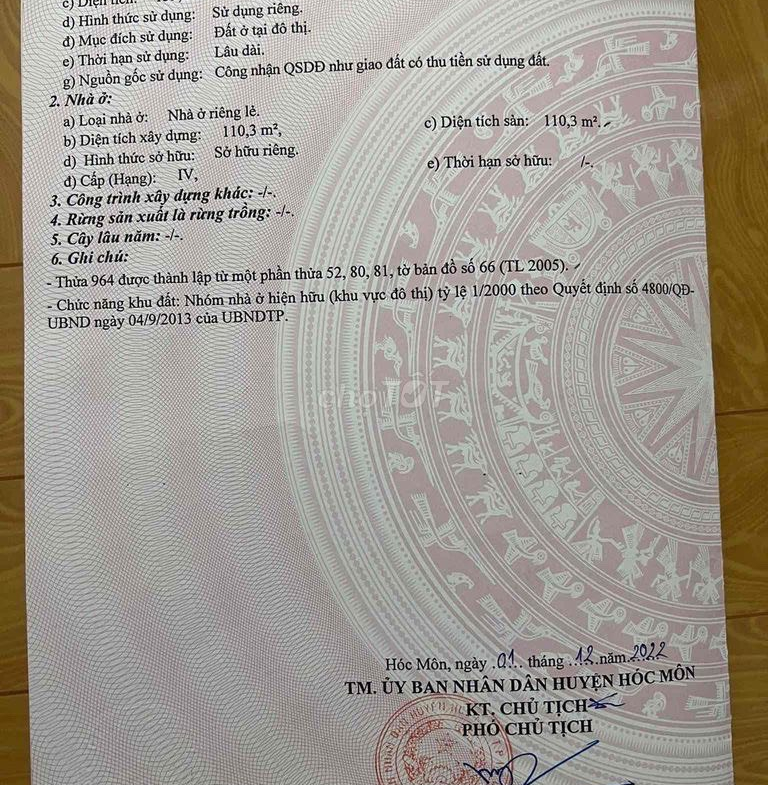 c) Diện tích:
d) Hình thức sử dụng: Sử dụng riêng.
đ) Mục đích sử dụng: Đất ở tại đô thị.
e) Thời hạn sử dụng: Lâu dài.
g) Nguồn gốc sử dụng: Công nhận QSDĐ như giao đất có thu tiền sử dụng đất.
2. Nhà ở:
a) Loại nhà ở: Nhà ở riêng lẻ.
b) Diện tích xây dựng: 110,3 m², c) Diện tích sàn: 110,3 m².
d) Hình thức sở hữu: Sở hữu riêng. e) Thời hạn sở hữu: -/-.
đ) Cấp (Hạng): IV,
3. Công trình xây dựng khác: -/-.
4. Rừng sản xuất là rừng trồng: -/-.
5. Cây lâu năm: -/-.
6. Ghi chú:
- Thửa 964 được thành lập từ một phần thửa 52, 80, 81, tờ bản đồ số 66 (TL 2005).
- Chức năng khu đất: Nhóm nhà ở hiện hữu (khu vực đô thị) tỷ lệ 1/2000 theo Quyết định số 4800/QĐ-
UBND ngày 04/9/2013 của UBNDTP.
chợTỐT
Hóc Môn, ngày .01.. tháng ..12.năm.2022
TM. ỦY BAN NHÂN DÂN HUYỆN HÓC MÔN
KT. CHỦ TỊCH
PHÓ CHỦ TỊCH